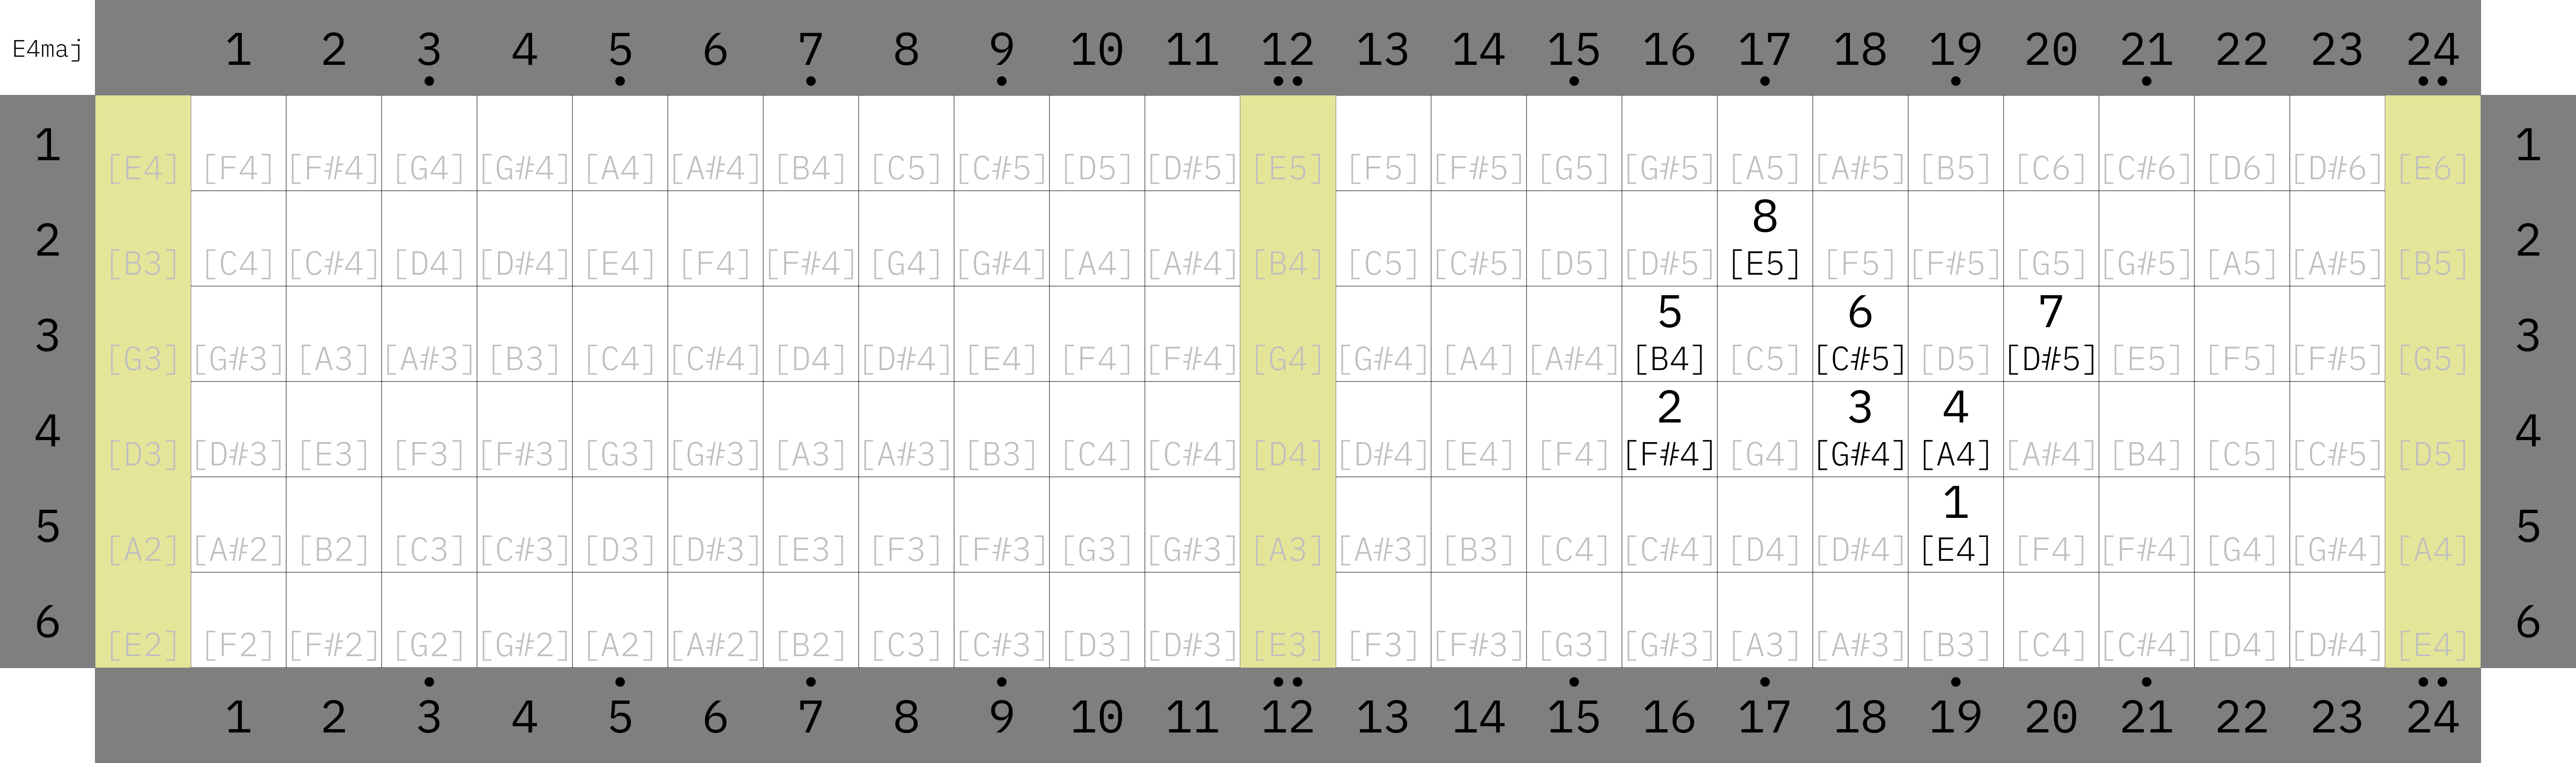 E4maj 1 2 3 4 5 6 7 8 9 10 11 12 13 14 15 16 17 18 19 20 21 22 23 24
1 [E4] [F4] [F#4] [G4] [G#4] [A4] [A#4] [B4] [C5] [C#5] [D5] [D#5] [E5] [F5] [F#5] [G5] [G#5] [A5] [A#5] [B5] [C6] [C#6] [D6] [D#6] [E6] 1
8
2 [B3] [C4] [C#4] [D4] [D#4] [E4] [F4] [F#4] [G4] [G#4] [A4] [A#4] [B4] [C5] [C#5] [D5] [D#5] [E5] [F5] [F#5] [G5] [G#5] [A5] [A#5] [B5] 2
5 6 7
3 [G3] [G#3] [A3] [A#3] [B3] [C4] [C#4] [D4] [D#4] [E4] [F4] [F#4] [G4] [G#4] [A4] [A#4] [B4] [C5] [C#5] [D5] [D#5] [E5] [F5] [F#5] [G5] 3
2 3 4
4 [D3] [D#3] [E3] [F3] [F#3] [G3] [G#3] [A3] [A#3] [B3] [C4] [C#4] [D4] [D#4] [E4] [F4] [F#4] [G4] [G#4] [A4] [A#4] [B4] [C5] [C#5] [D5] 4
1
5 [A2] [A#2] [B2] [C3] [C#3] [D3] [D#3] [E3] [F3] [F#3] [G3] [G#3] [A3] [A#3] [B3] [C4] [C#4] [D4] [D#4] [E4] [F4] [F#4] [G4] [G#4] [A4] 5
6 [E2] [F2] [F#2] [G2] [G#2] [A2] [A#2] [B2] [C3] [C#3] [D3] [D#3] [E3] [F3] [F#3] [G3] [G#3] [A3] [A#3] [B3] [C4] [C#4] [D4] [D#4] [E4] 6
1 2 3 4 5 6 7 8 9 10 11 12 13 14 15 16 17 18 19 20 21 22 23 24